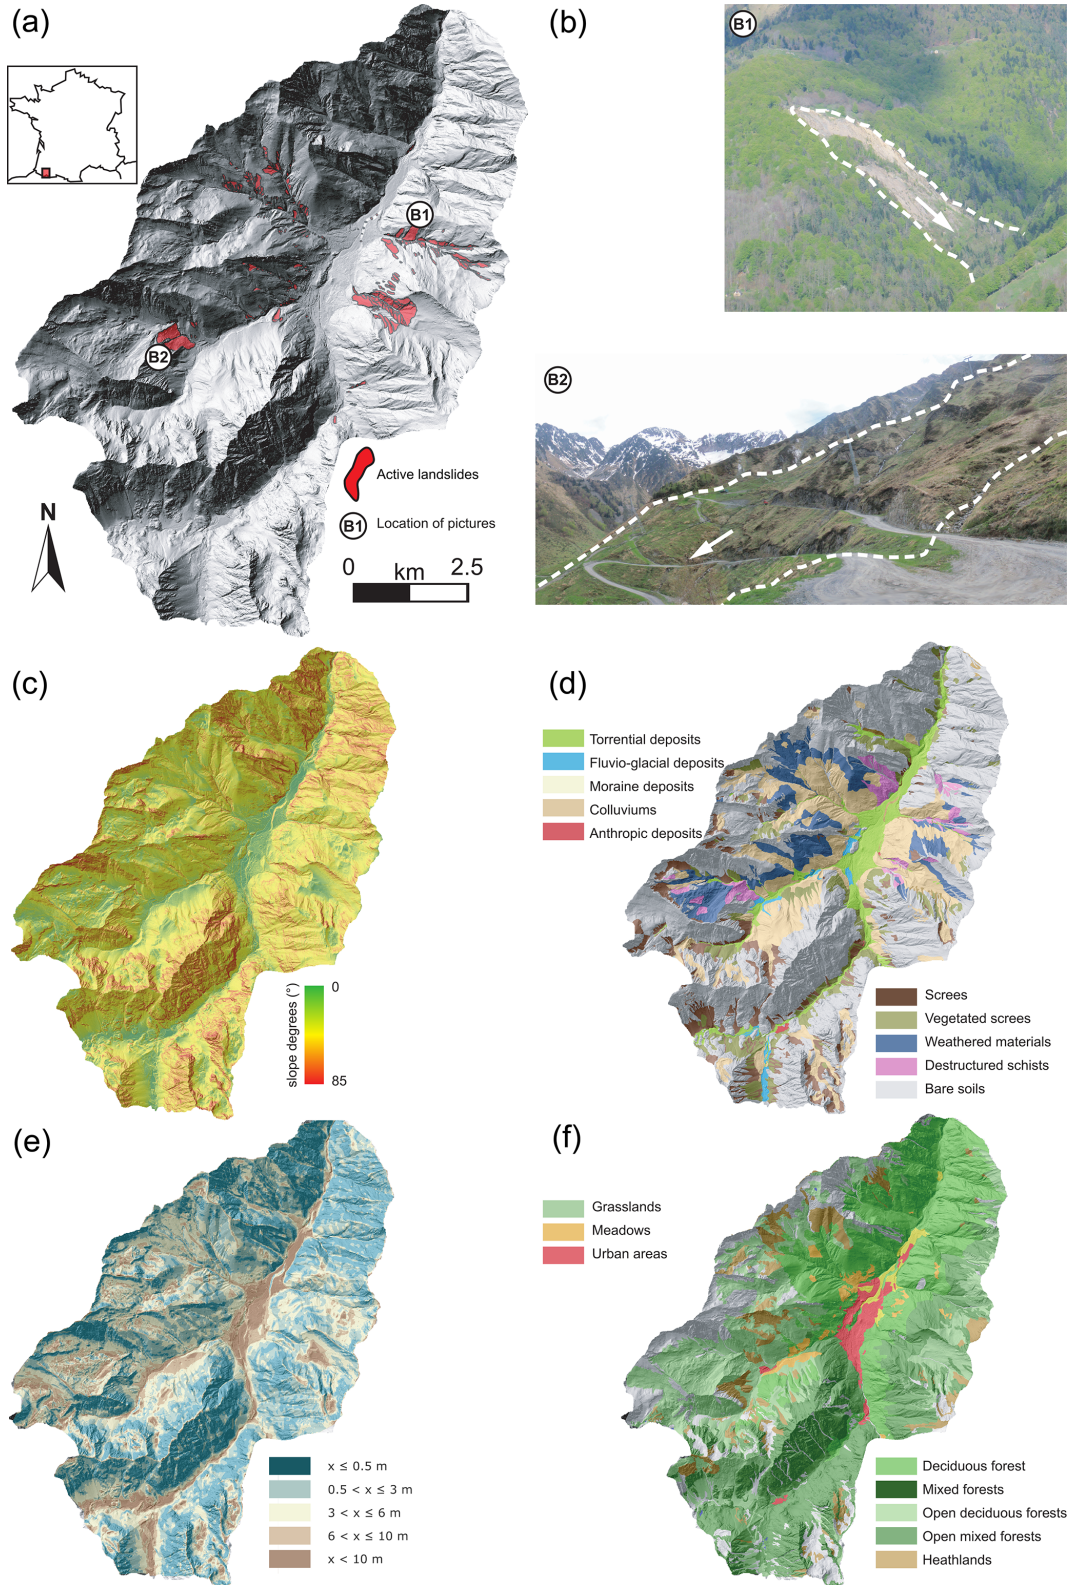 (a)
(b)
B1
B1
B2
B2
Active landslides
B1 Location of pictures
N
0 km 2.5
(c)
(d)
Torrential deposits
Fluvio-glacial deposits
Moraine deposits
Colluviums
Anthropic deposits
slope degrees (°)
0
85
Screes
Vegetated screes
Weathered materials
Destructured schists
Bare soils
(e)
(f)
Grasslands
Meadows
Urban areas
x ≤ 0.5 m
0.5 < x ≤ 3 m
3 < x ≤ 6 m
6 < x ≤ 10 m
x < 10 m
Deciduous forest
Mixed forests
Open deciduous forests
Open mixed forests
Heathlands